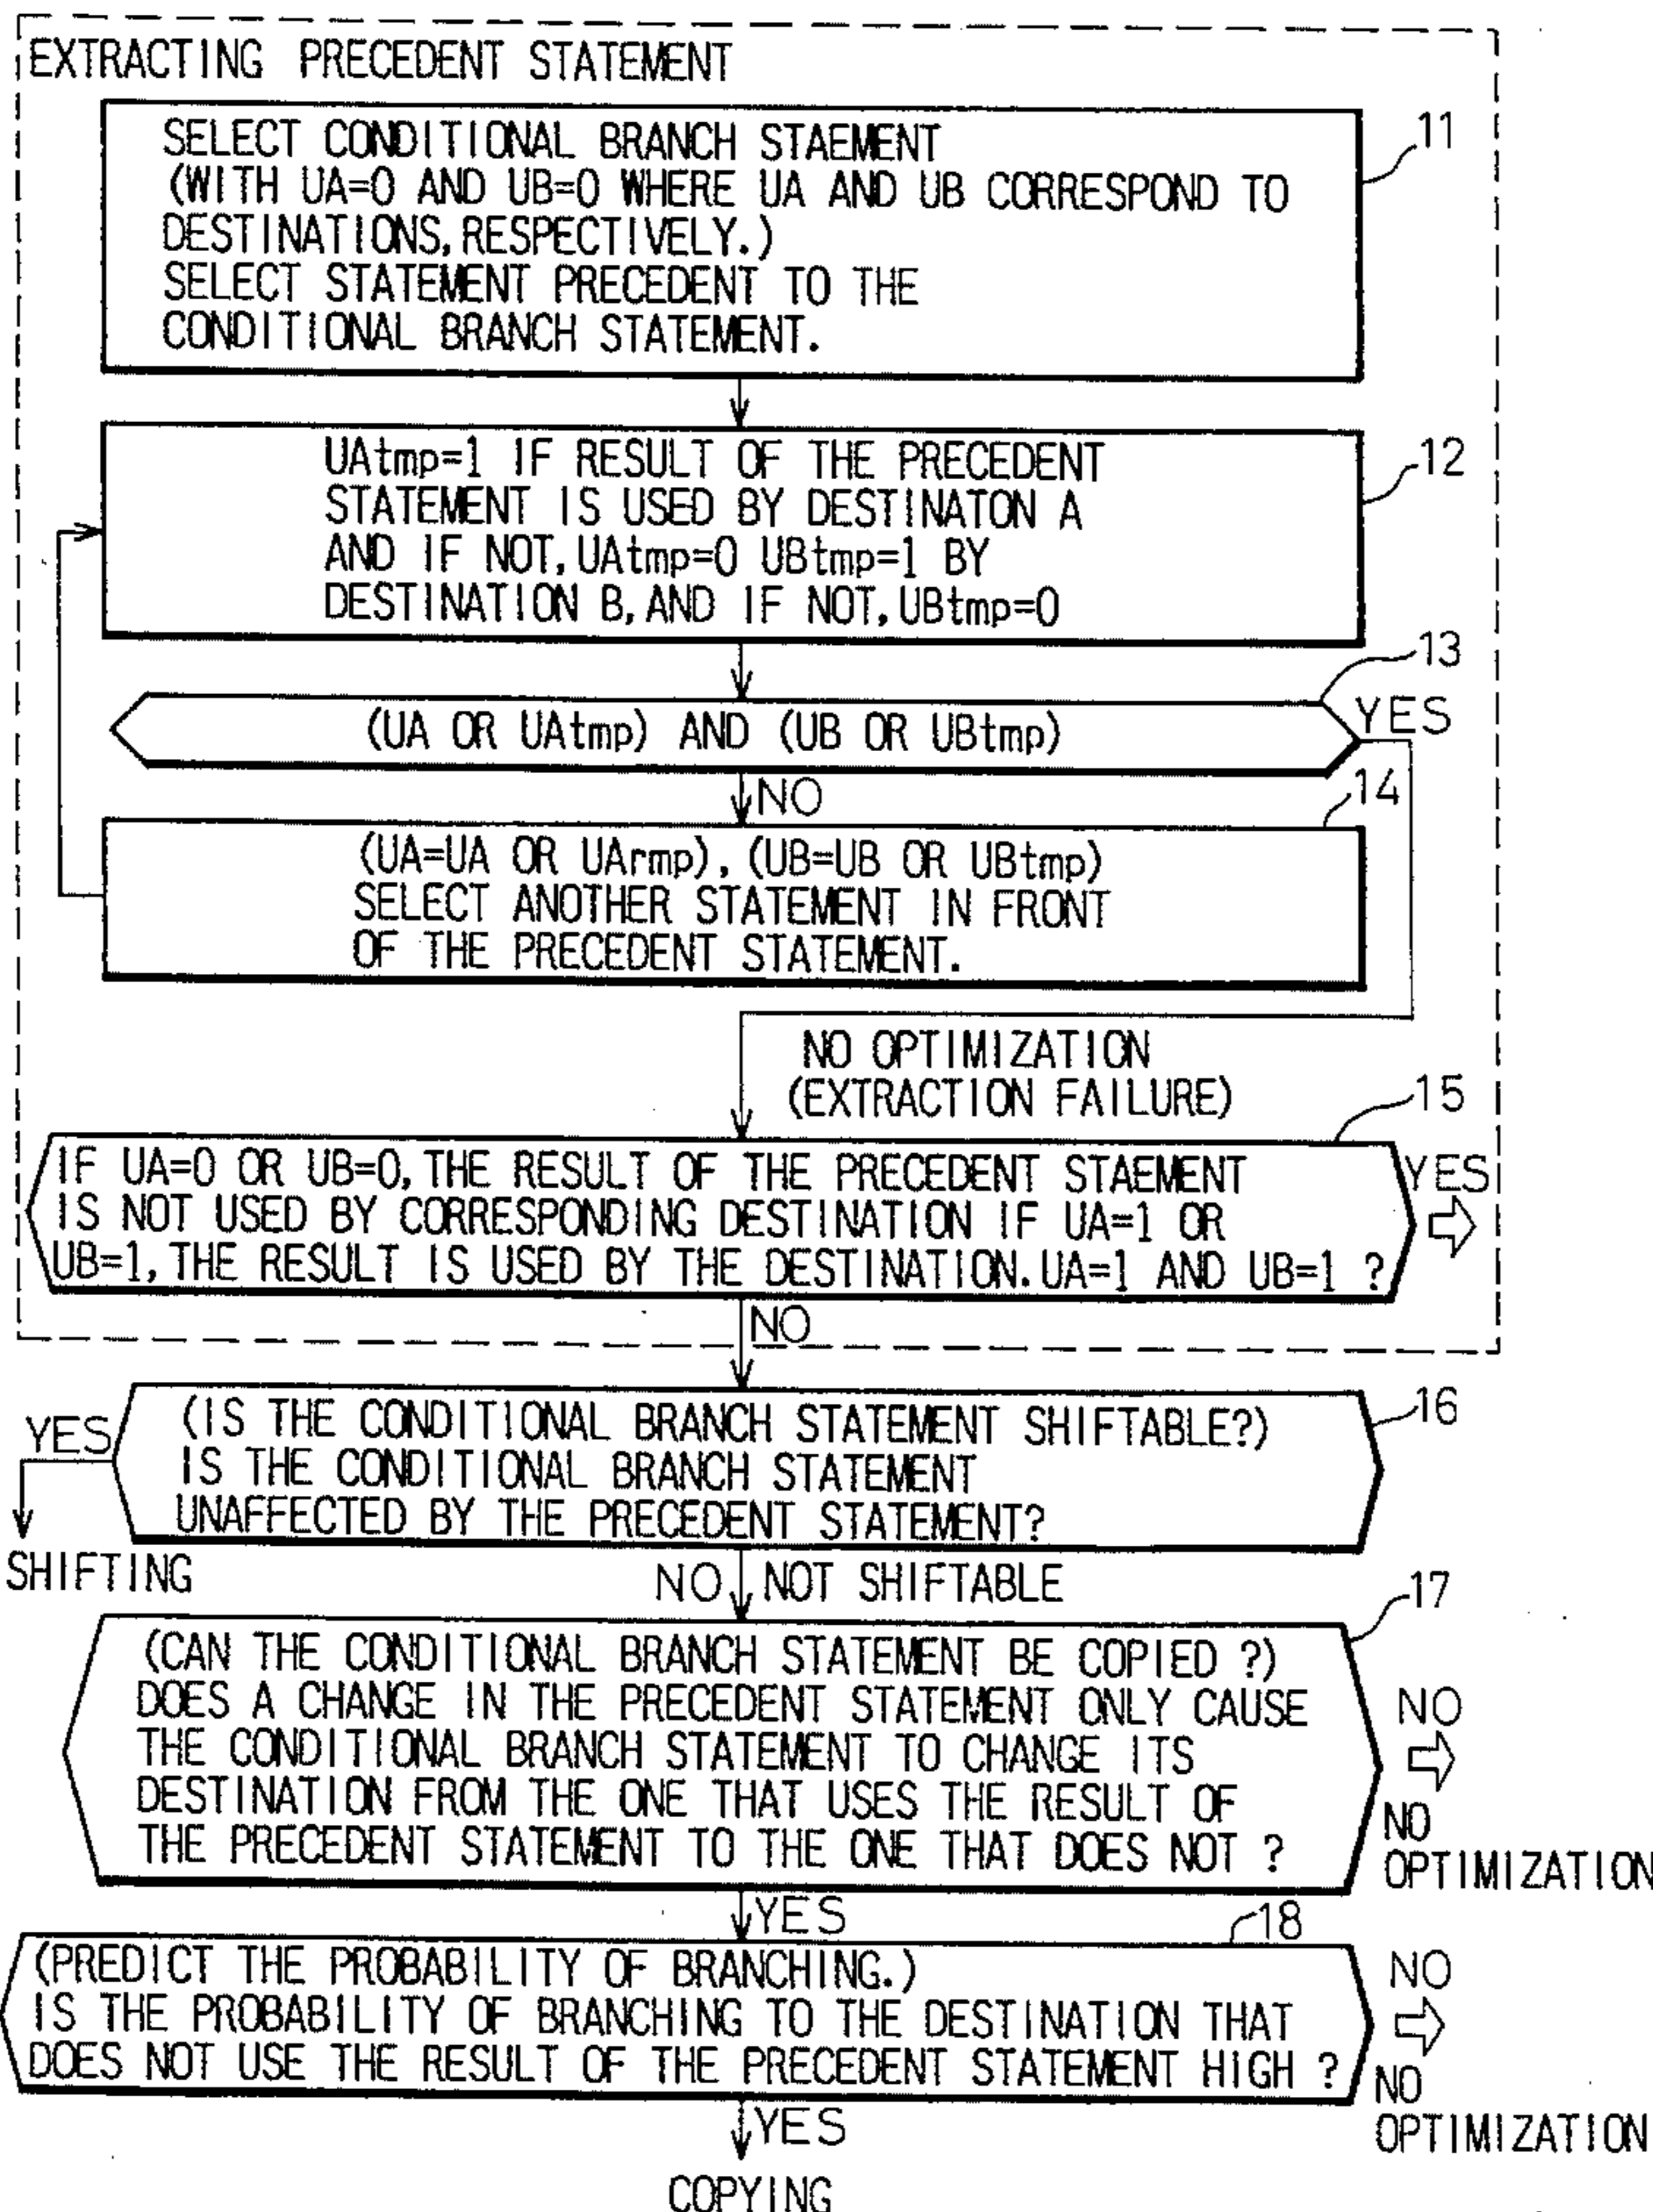 EXTRACTING PRECEDENT STATEMENT
SELECT CONDITIONAL BRANCH STAEMENT
(WITH UA=0 AND UB=0 WHERE UA AND UB CORRESPOND TO
DESTINATIONS, RESPECTIVELY.)
SELECT STATEMENT PRECEDENT TO THE
CONDITIONAL BRANCH STATEMENT.
11
UAtmp=1 IF RESULT OF THE PRECEDENT
STATEMENT IS USED BY DESTINATON A
AND IF NOT, UAtmp=0 UBtmp=1 BY
DESTINATION B, AND IF NOT, UBtmp=0
12
13
(UA OR UAtmp) AND (UB OR UBtmp)
YES
NO
14
(UA=UA OR UArmp), (UB=UB OR UBtmp)
SELECT ANOTHER STATEMENT IN FRONT
OF THE PRECEDENT STATEMENT.
NO OPTIMIZATION
(EXTRACTION FAILURE)
15
IF UA=0 OR UB=0, THE RESULT OF THE PRECEDENT STAEMENT
IS NOT USED BY CORRESPONDING DESTINATION IF UA=1 OR
UB=1, THE RESULT IS USED BY THE DESTINATION. UA=1 AND UB=1 ?
YES
NO
16
(IS THE CONDITIONAL BRANCH STATEMENT SHIFTABLE?)
IS THE CONDITIONAL BRANCH STATEMENT
UNAFFECTED BY THE PRECEDENT STATEMENT?
YES
SHIFTING
NO NOT SHIFTABLE
17
(CAN THE CONDITIONAL BRANCH STATEMENT BE COPIED ?)
DOES A CHANGE IN THE PRECEDENT STATEMENT ONLY CAUSE
THE CONDITIONAL BRANCH STATEMENT TO CHANGE ITS
DESTINATION FROM THE ONE THAT USES THE RESULT OF
THE PRECEDENT STATEMENT TO THE ONE THAT DOES NOT ?
NO
NO
OPTIMIZATION
YES
18
(PREDICT THE PROBABILITY OF BRANCHING.)
IS THE PROBABILITY OF BRANCHING TO THE DESTINATION THAT
DOES NOT USE THE RESULT OF THE PRECEDENT STATEMENT HIGH ?
NO
NO
OPTIMIZATION
YES
COPYING